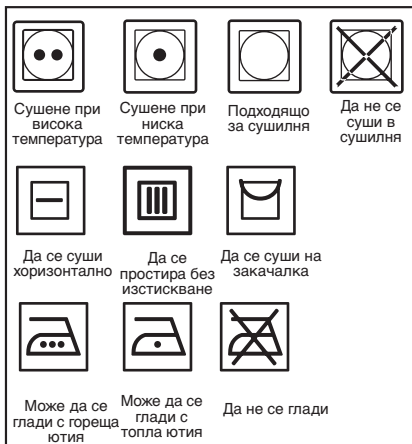 Сушене при
висока
температура
Сушене при
ниска
температура
Подходящо
за сушилня
Да не се
суши в
сушилня
Да се суши
хоризонтално
Да се
простира без
изстискване
Да се суши на
закачалка
Може да се
глади с гореща
ютия
Може да се
глади с
топла ютия
Да не се глади